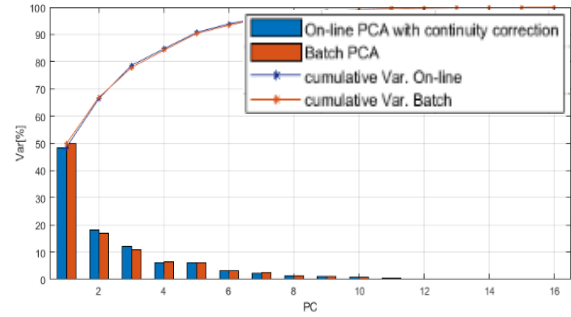 100
90
80
70
60
50
40
30
20
10
0
Var[%]
On-line PCA with continuity correction
Batch PCA
cumulative Var. On-line
cumulative Var. Batch
2 4 6 8 10 12 14 16
PC